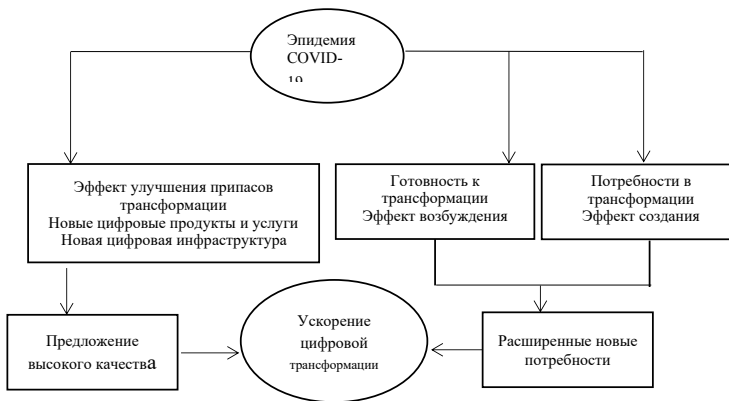 Эпидемия
COVID-
Эффект улучшения припасов
трансформации
Новые цифровые продукты и услуги
Новая цифровая инфраструктура
Готовность к
трансформации
Эффект возбуждения
Потребности в
трансформации
Эффект создания
Предложение
высокого качества
Ускорение
цифровой
трансформации
Расширенные новые
потребности